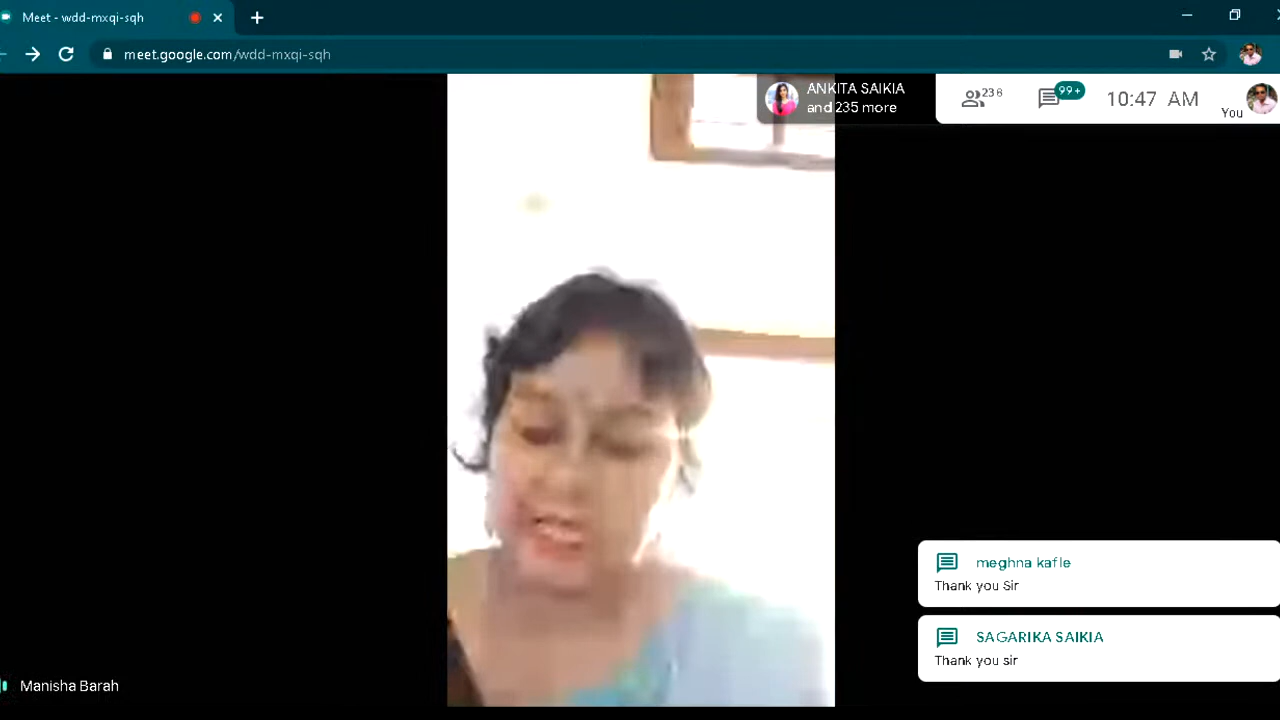 Meet - wdd-mxqi-sqh
meet.google.com/wdd-mxqi-sqh
ANKITA SAIKIA
and 235 more
236
99+
10:47 AM
You
meghna kafle
Thank you Sir
SAGARIKA SAIKIA
Thank you sir
Manisha Barah